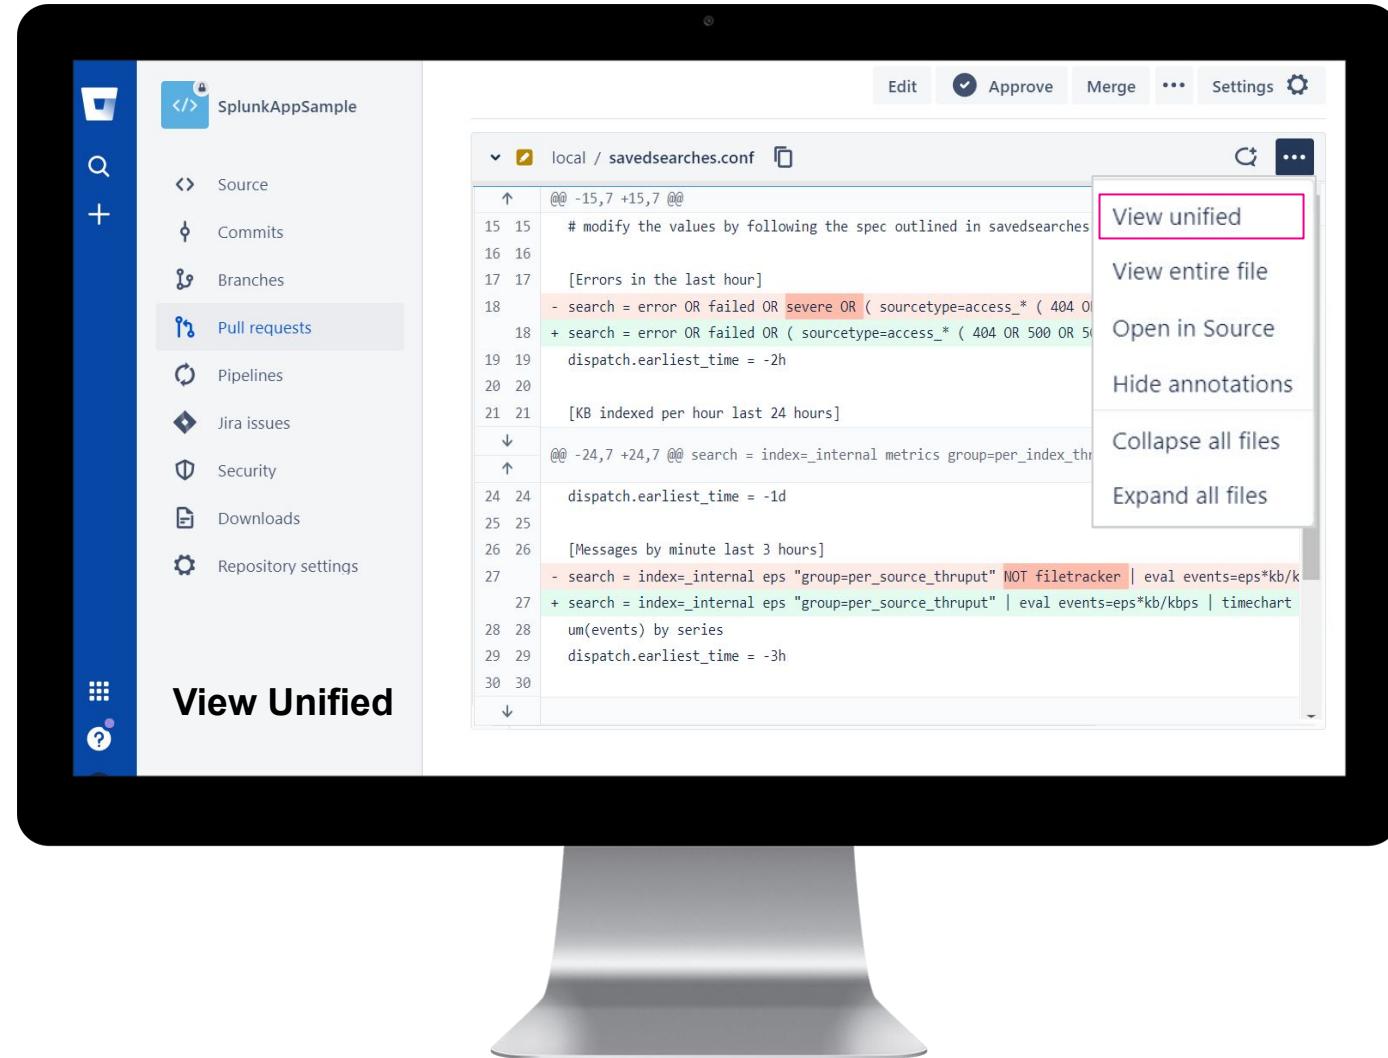 SplunkAppSample
Source
Commits
Branches
Pull requests
Pipelines
Jira issues
Security
Downloads
Repository settings
View Unified
Edit Approve Merge ••• Settings
local / savedsearches.conf
@@ -15,7 +15,7 @@
15 15 # modify the values by following the spec outlined in savedsearches
16 16
17 17 [Errors in the last hour]
18 - search = error OR failed OR severe OR ( sourcetype=access_* ( 404 O
18 + search = error OR failed OR ( sourcetype=access_* ( 404 OR 500 OR 5
19 19 dispatch.earliest_time = -2h
20 20
21 21 [KB indexed per hour last 24 hours]
@@ -24,7 +24,7 @@ search = index=_internal metrics group=per_index_thr
24 24 dispatch.earliest_time = -1d
25 25
26 26 [Messages by minute last 3 hours]
27 - search = index=_internal eps "group=per_source_thruput" NOT filetracker | eval events=eps*kb/k
27 + search = index=_internal eps "group=per_source_thruput" | eval events=eps*kb/kbps | timechart
28 28 um(events) by series
29 29 dispatch.earliest_time = -3h
30 30
View unified
View entire file
Open in Source
Hide annotations
Collapse all files
Expand all files